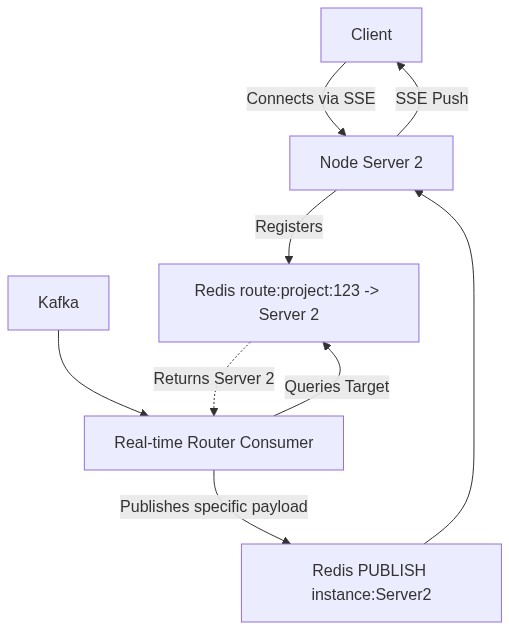 Client
Connects via SSE
SSE Push
Node Server 2
Registers
Redis route:project:123 ->
Server 2
Kafka
Returns Server 2
Queries Target
Real-time Router Consumer
Publishes specific payload
Redis PUBLISH
instance:Server2